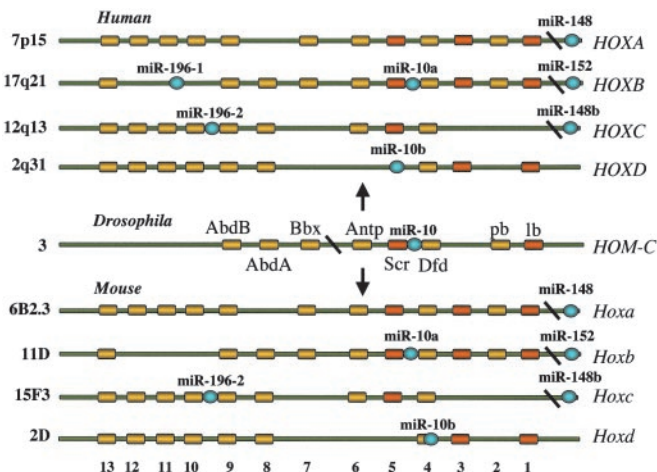 Human
miR-148
7p15 HOXA
miR-196-1 miR-10a miR-152
17q21 HOXB
miR-196-2 miR-148b
12q13 HOXC
miR-10b
2q31 HOXD
Drosophila AbdB Bbx Antp miR-10 pb lb
3 HOM-C
AbdA Scr Dfd
Mouse
miR-148
6B2.3 Hoxa
miR-10a miR-152
11D Hoxb
miR-196-2 miR-148b
15F3 Hoxc
miR-10b
2D Hoxd
13 12 11 10 9 8 7 6 5 4 3 2 1